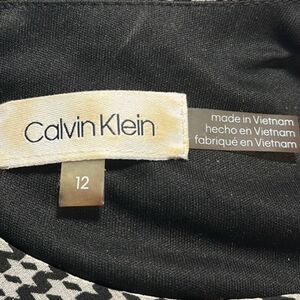 Calvin Klein
12
made in Vietnam
hecho en Vietnam
fabriqué en Vietnam